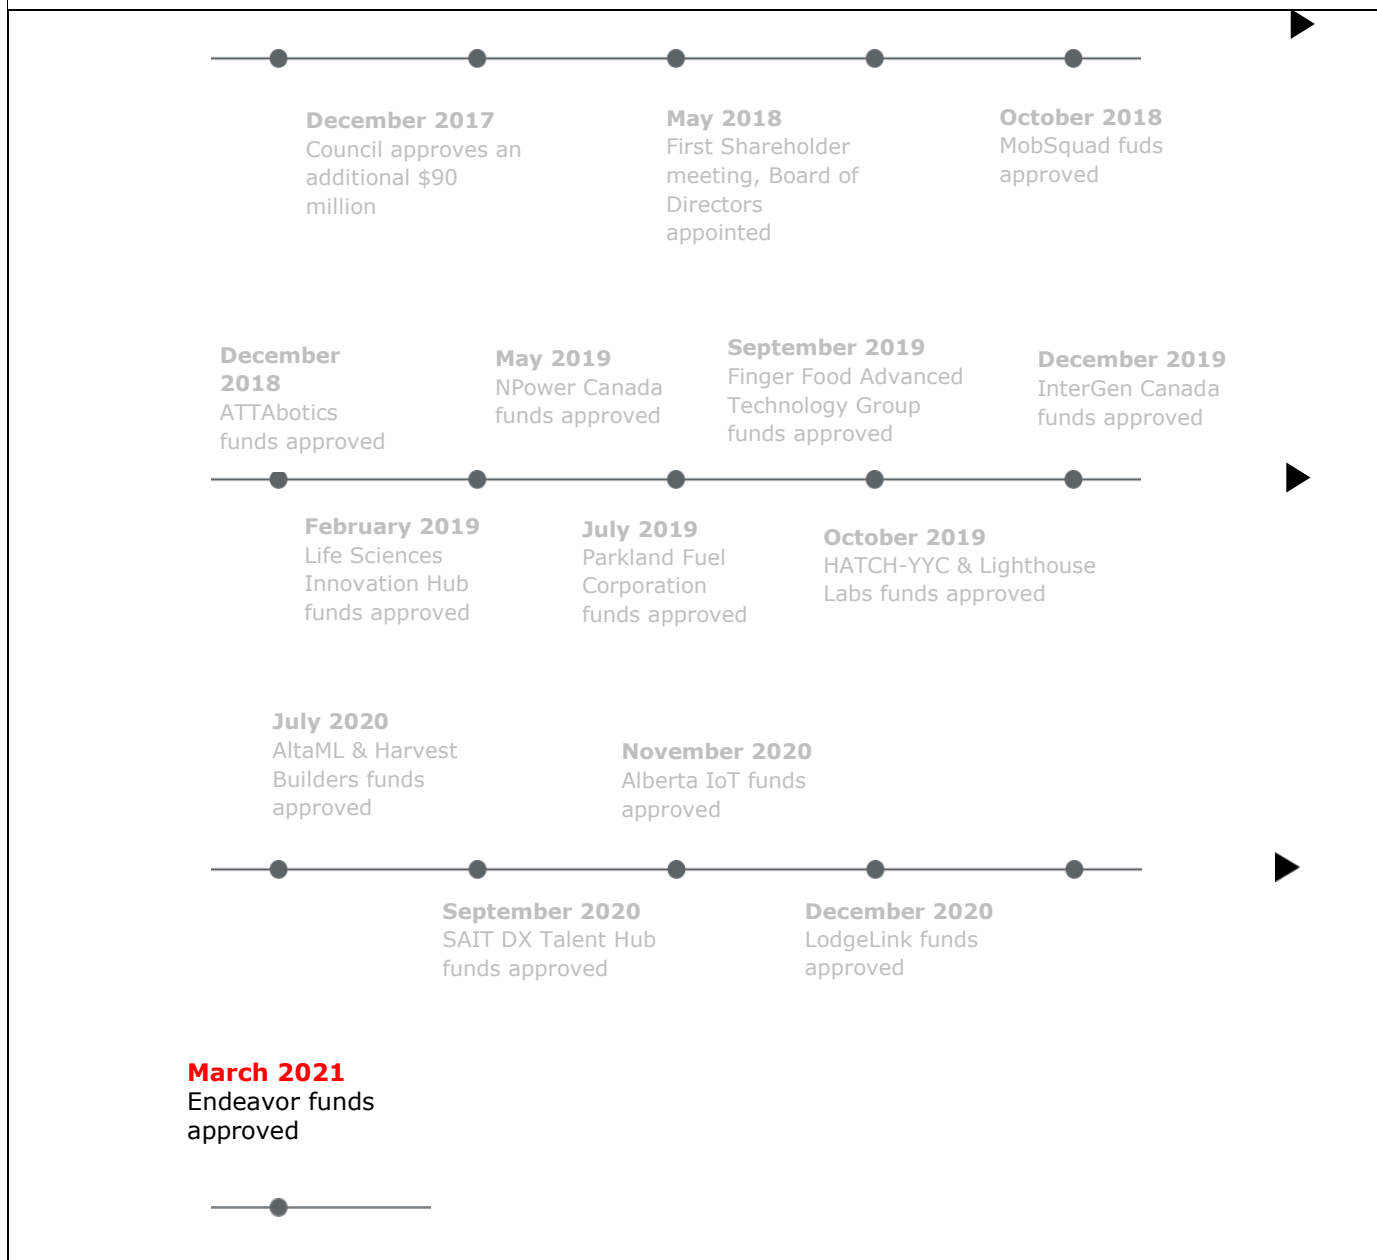 December 2017
Council approves an
additional $90
million
May 2018
First Shareholder
meeting, Board of
Directors
appointed
October 2018
MobSquad fuds
approved
December
2018
ATTAbotics
funds approved
May 2019
NPower Canada
funds approved
September 2019
Finger Food Advanced
Technology Group
funds approved
December 2019
InterGen Canada
funds approved
February 2019
Life Sciences
Innovation Hub
funds approved
July 2019
Parkland Fuel
Corporation
funds approved
October 2019
HATCH-YYC & Lighthouse
Labs funds approved
July 2020
AltaML & Harvest
Builders funds
approved
November 2020
Alberta IoT funds
approved
September 2020
SAIT DX Talent Hub
funds approved
December 2020
LodgeLink funds
approved
March 2021
Endeavor funds
approved